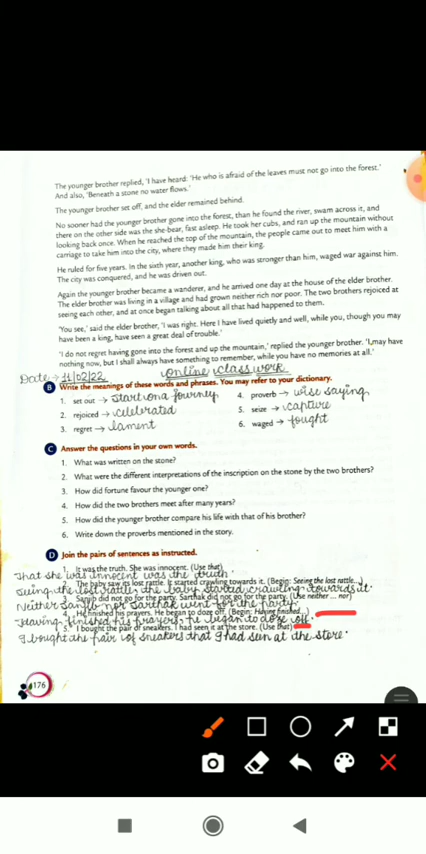 The younger brother replied, 'I have heard: 'He who is afraid of the leaves must not go into the forest.'
And also, 'Beneath a stone no water flows.'
The younger brother set off, and the elder remained behind.
No sooner had the younger brother gone into the forest, than he found the river, swam across it, and
there on the other side was the she-bear, fast asleep. He took her cubs, and ran up the mountain without
looking back once. When he reached the top of the mountain, the people came out to meet him with a
carriage to take him into the city, where they made him their king.
He ruled for five years. In the sixth year, another king, who was stronger than him, waged war against him.
The city was conquered, and he was driven out.
Again the younger brother became a wanderer, and he arrived one day at the house of the elder brother.
The elder brother was living in a village and had grown neither rich nor poor. The two brothers rejoiced at
seeing each other, and at once began talking about all that had happened to them.
'You see,' said the elder brother, 'I was right. Here I have lived quietly and well, while you, though you may
have been a king, have seen a great deal of trouble.'
'I do not regret having gone into the forest and up the mountain,' replied the younger brother. 'I may have
nothing now, but I shall always have something to remember, while you have no memories at all.'
Date:→ 11/02/22 online class work
B Write the meanings of these words and phrases. You may refer to your dictionary.
1. set out → start on a journey 4. proverb → wise saying
2. rejoiced → celebrated 5. seize → capture
3. regret → lament 6. waged → fought
C Answer the questions in your own words.
1. What was written on the stone?
2. What were the different interpretations of the inscription on the stone by the two brothers?
3. How did fortune favour the younger one?
4. How did the two brothers meet after many years?
5. How did the younger brother compare his life with that of his brother?
6. Write down the proverbs mentioned in the story.
D Join the pairs of sentences as instructed.
1. It was the truth. She was innocent. (Use that)
That she was innocent was the truth.
2. The baby saw its lost rattle. It started crawling towards it. (Begin: Seeing the lost rattle...)
Seeing the lost rattle, the baby started crawling towards it.
3. Sanjib did not go for the party. Sarthak did not go for the party. (Use neither ... nor)
Neither Sanjib nor Sarthak went for the party.
4. He finished his prayers. He began to doze off. (Begin: Having finished...)
Having finished his prayers, he began to doze off.
5. I bought the pair of sneakers. I had seen it at the store. (Use that)
I bought the pair of sneakers that I had seen at the store.
176